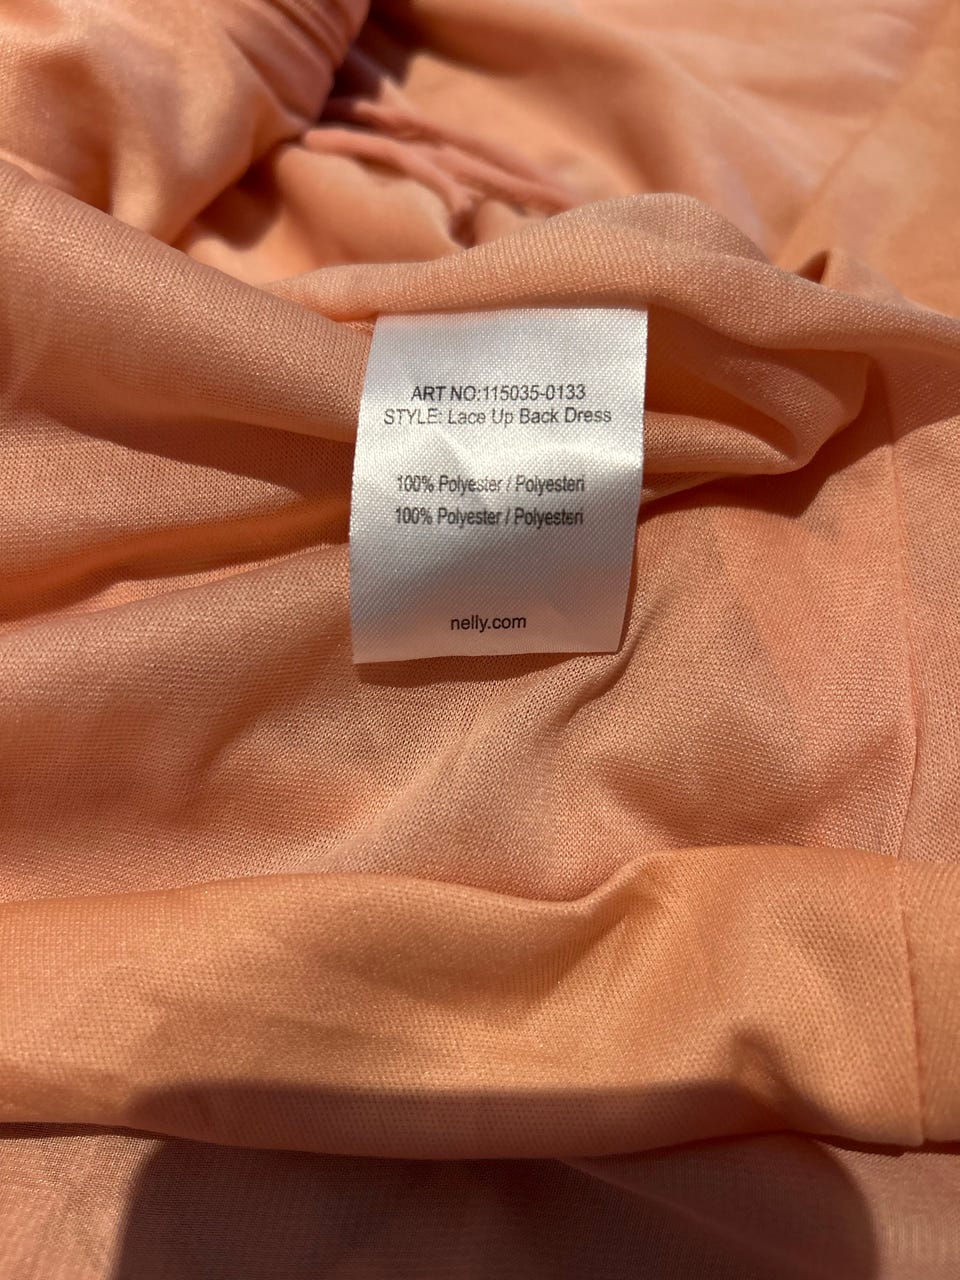 ART NO:115035-0133
STYLE: Lace Up Back Dress
100% Polyester / Polyesteri
100% Polyester / Polyesteri
nelly.com